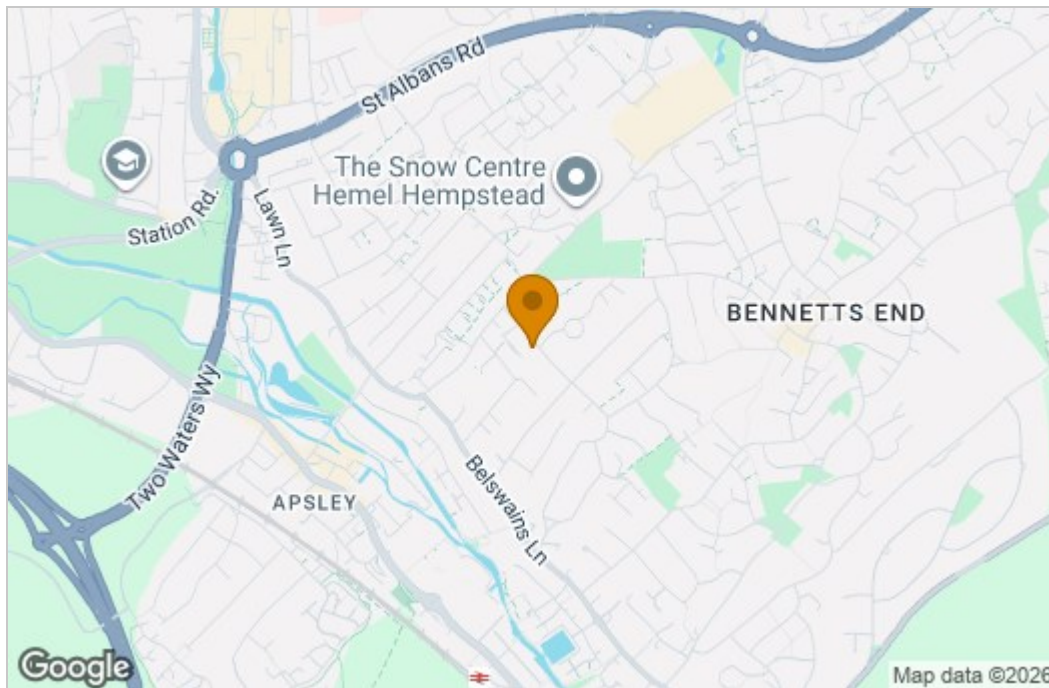 St Albans Rd
The Snow Centre
Hemel Hempstead
Lawn Ln
Station Rd.
BENNETTS END
Two Waters Wy
Belswains Ln
APSLEY
Google
Map data ©2026